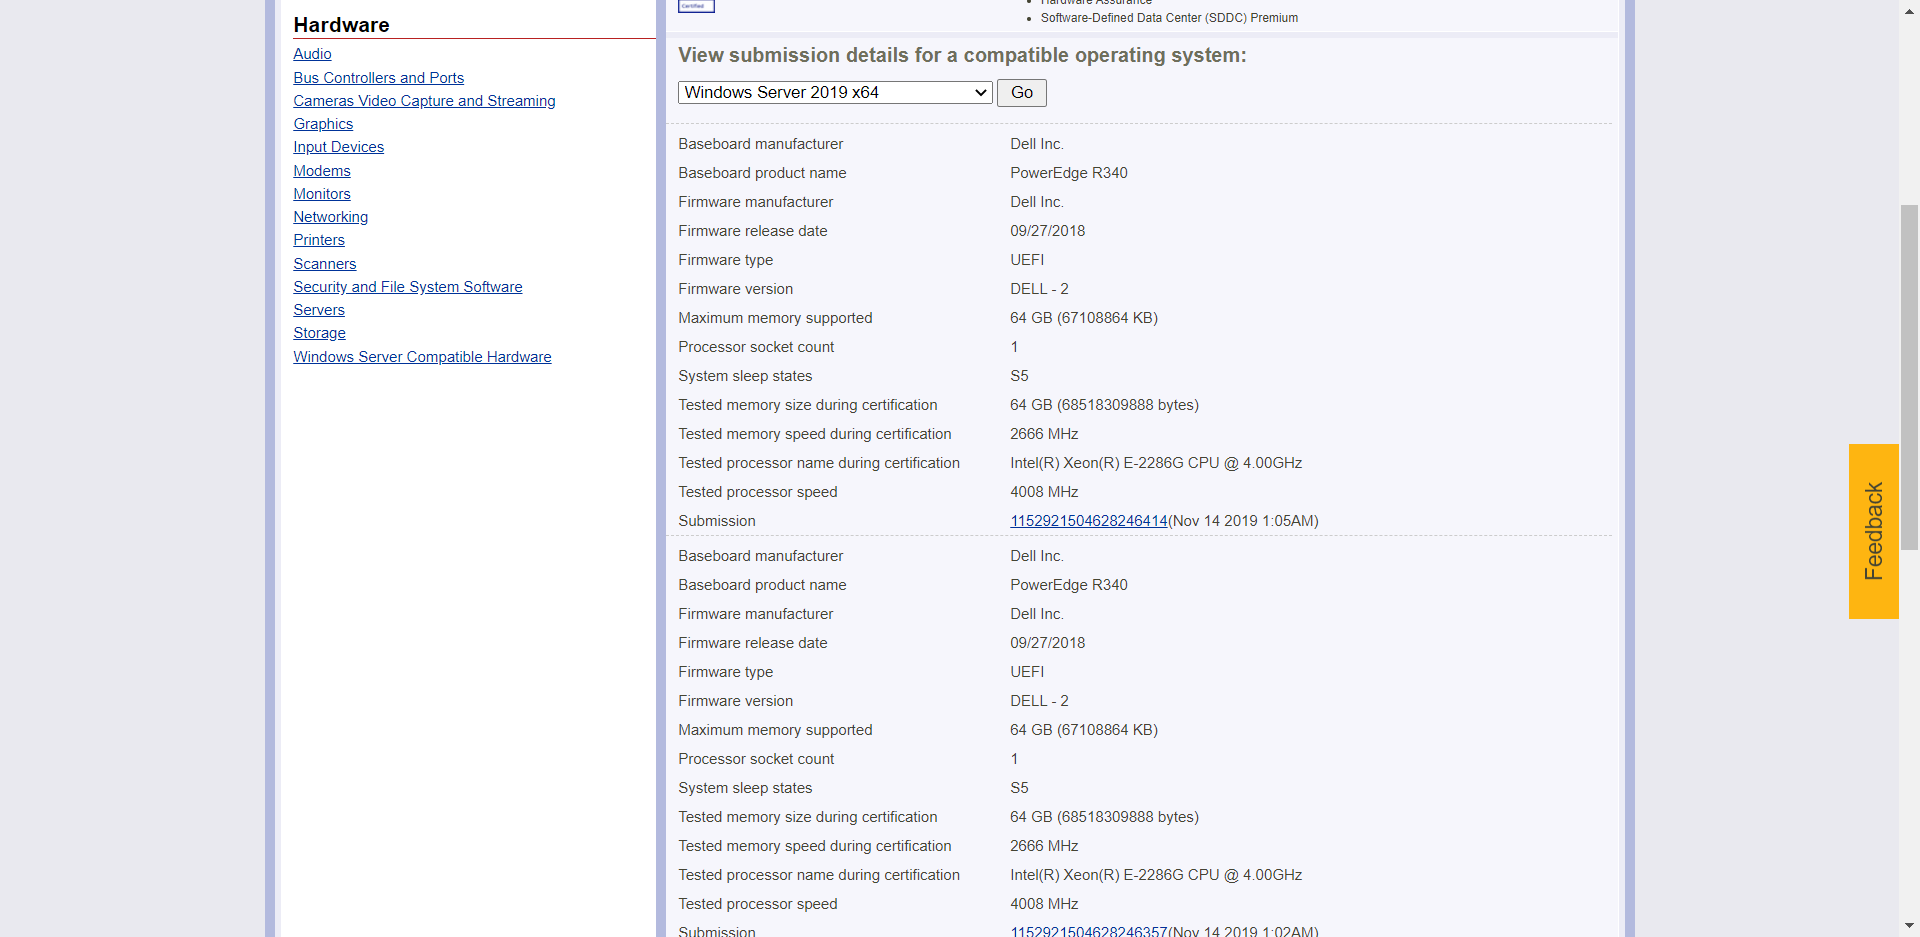 Hardware
Audio
Bus Controllers and Ports
Cameras Video Capture and Streaming
Graphics
Input Devices
Modems
Monitors
Networking
Printers
Scanners
Security and File System Software
Servers
Storage
Windows Server Compatible Hardware
Certified
Hardware Assurance
Software-Defined Data Center (SDDC) Premium
View submission details for a compatible operating system:
Windows Server 2019 x64 Go
Baseboard manufacturer Dell Inc.
Baseboard product name PowerEdge R340
Firmware manufacturer Dell Inc.
Firmware release date 09/27/2018
Firmware type UEFI
Firmware version DELL - 2
Maximum memory supported 64 GB (67108864 KB)
Processor socket count 1
System sleep states S5
Tested memory size during certification 64 GB (68518309888 bytes)
Tested memory speed during certification 2666 MHz
Tested processor name during certification Intel(R) Xeon(R) E-2286G CPU @ 4.00GHz
Tested processor speed 4008 MHz
Submission 1152921504628246414(Nov 14 2019 1:05AM)
Baseboard manufacturer Dell Inc.
Baseboard product name PowerEdge R340
Firmware manufacturer Dell Inc.
Firmware release date 09/27/2018
Firmware type UEFI
Firmware version DELL - 2
Maximum memory supported 64 GB (67108864 KB)
Processor socket count 1
System sleep states S5
Tested memory size during certification 64 GB (68518309888 bytes)
Tested memory speed during certification 2666 MHz
Tested processor name during certification Intel(R) Xeon(R) E-2286G CPU @ 4.00GHz
Tested processor speed 4008 MHz
Submission 1152921504628246357(Nov 14 2019 1:02AM)
Feedback